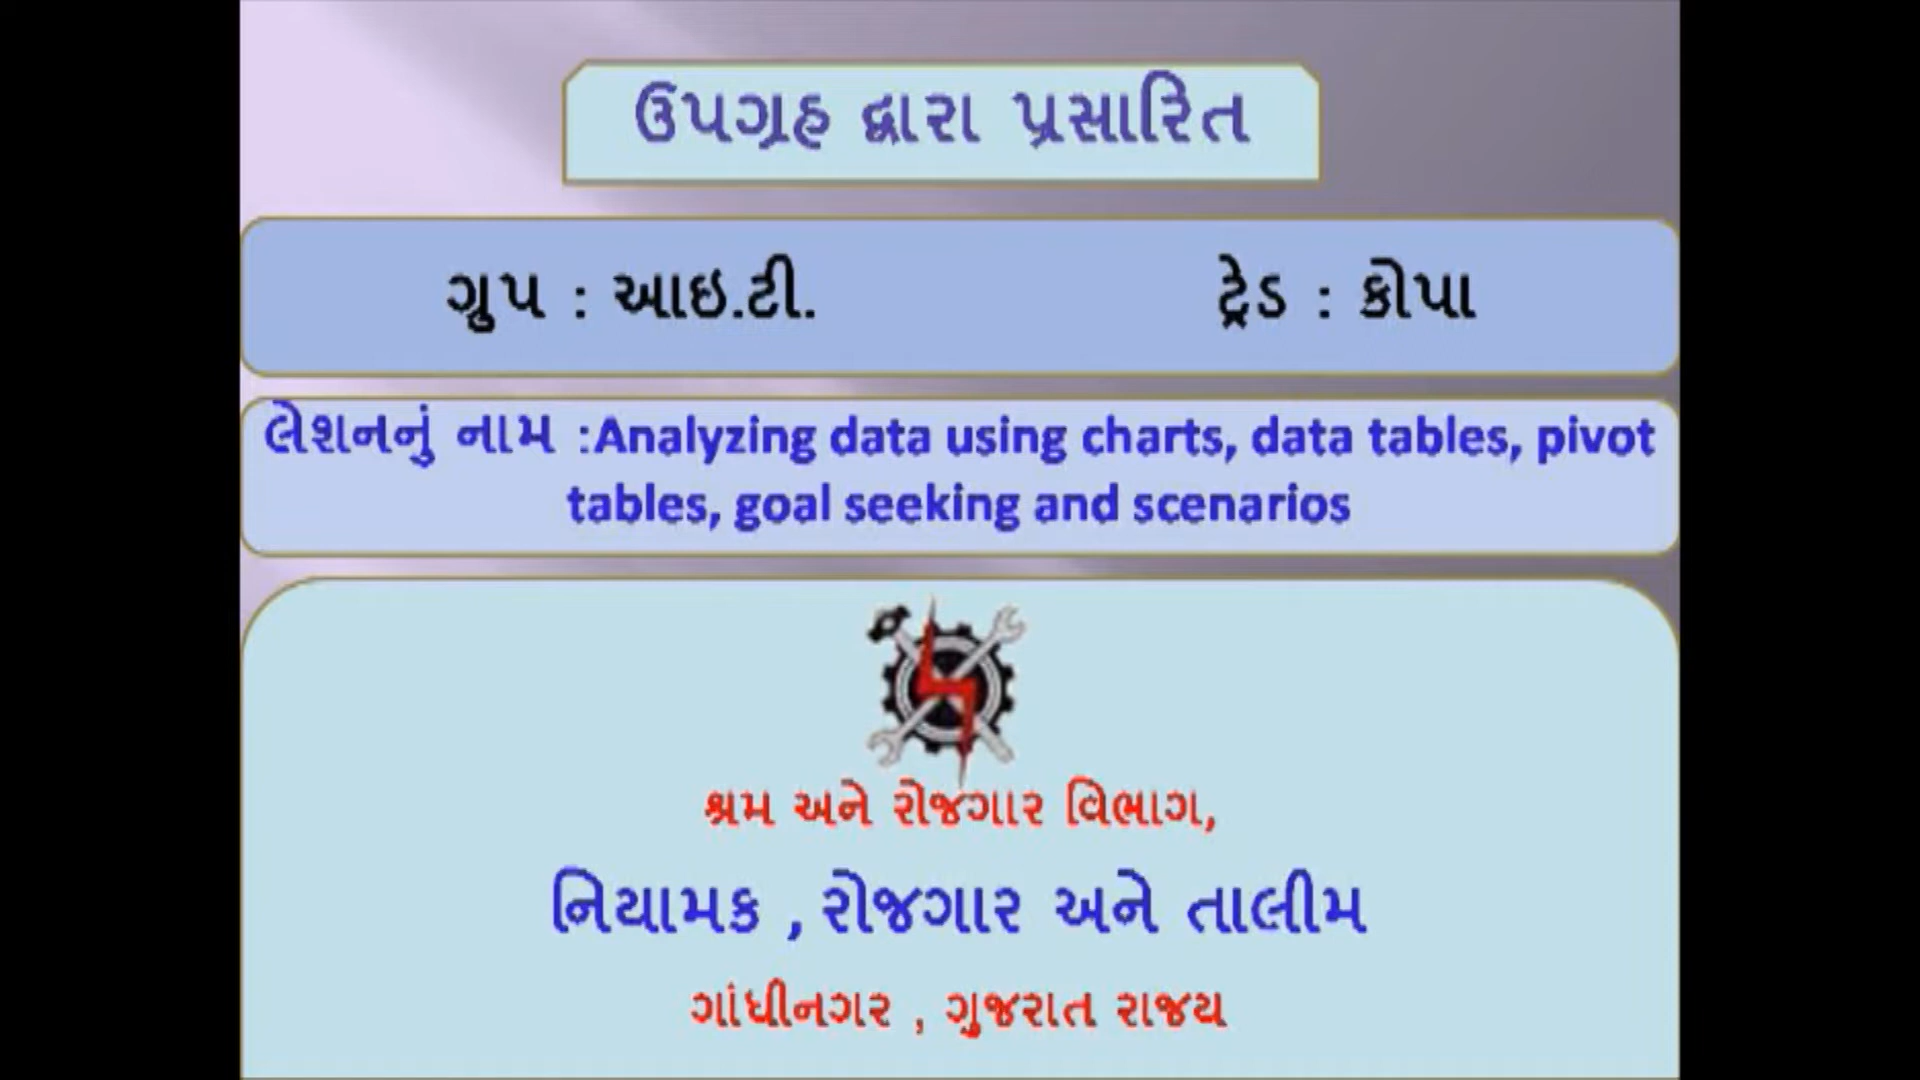 ઉપગ્રહ દ્વારા પ્રસારિત
ગ્રુપ : આઇ.ટી. ટ્રેડ : કોપા
લેશનનું નામ :Analyzing data using charts, data tables, pivot
tables, goal seeking and scenarios
શ્રમ અને રોજગાર વિભાગ,
નિયામક , રોજગાર અને તાલીમ
ગાંધીનગર , ગુજરાત રાજય